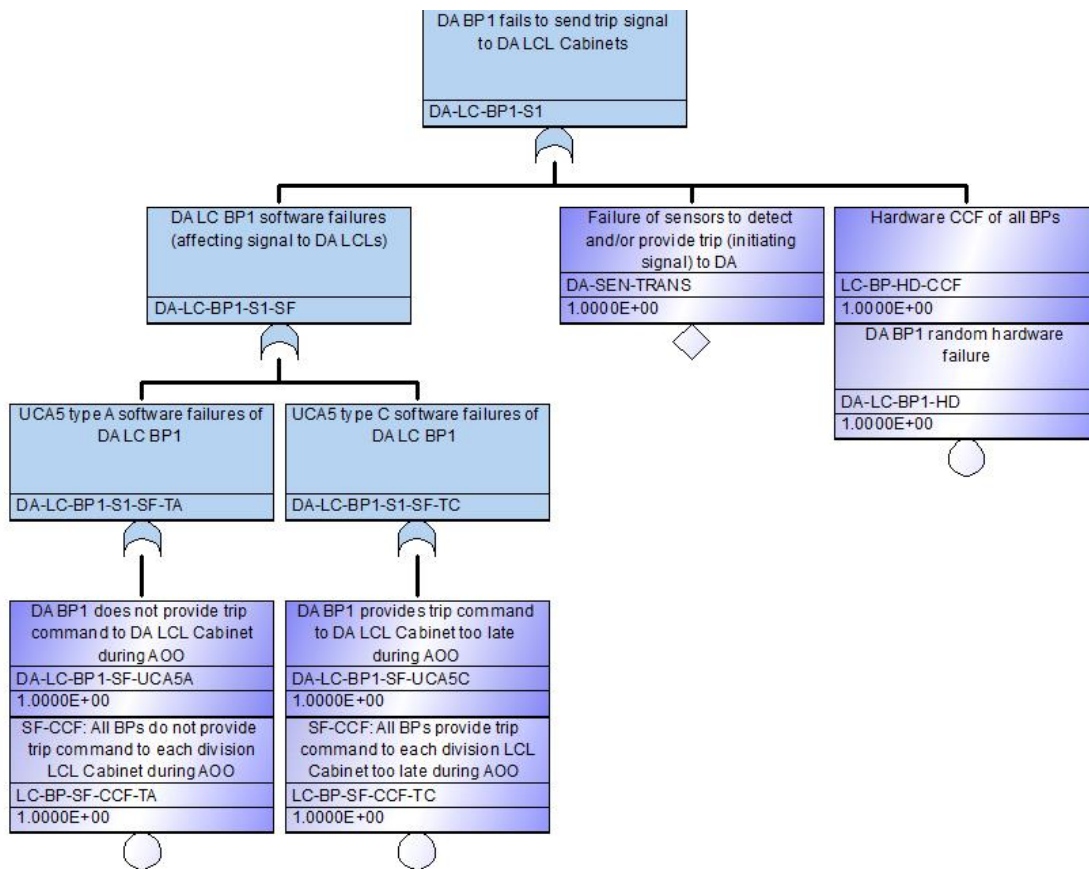 DA BP1 fails to send trip signal
to DA LCL Cabinets
DA-LC-BP1-S1
DA LC BP1 software failures
(affecting signal to DA LCLs)
DA-LC-BP1-S1-SF
Failure of sensors to detect
and/or provide trip (initiating
signal) to DA
DA-SEN-TRANS
1.0000E+00
Hardware CCF of all BPs
LC-BP-HD-CCF
1.0000E+00
DA BP1 random hardware
failure
DA-LC-BP1-HD
1.0000E+00
UCA5 type A software failures of
DA LC BP1
DA-LC-BP1-S1-SF-TA
UCA5 type C software failures of
DA LC BP1
DA-LC-BP1-S1-SF-TC
DA BP1 does not provide trip
command to DA LCL Cabinet
during AOO
DA-LC-BP1-SF-UCA5A
1.0000E+00
SF-CCF: All BPs do not provide
trip command to each division
LCL Cabinet during AOO
LC-BP-SF-CCF-TA
1.0000E+00
DA BP1 provides trip command
to DA LCL Cabinet too late
during AOO
DA-LC-BP1-SF-UCA5C
1.0000E+00
SF-CCF: All BPs provide trip
command to each division LCL
Cabinet too late during AOO
LC-BP-SF-CCF-TC
1.0000E+00